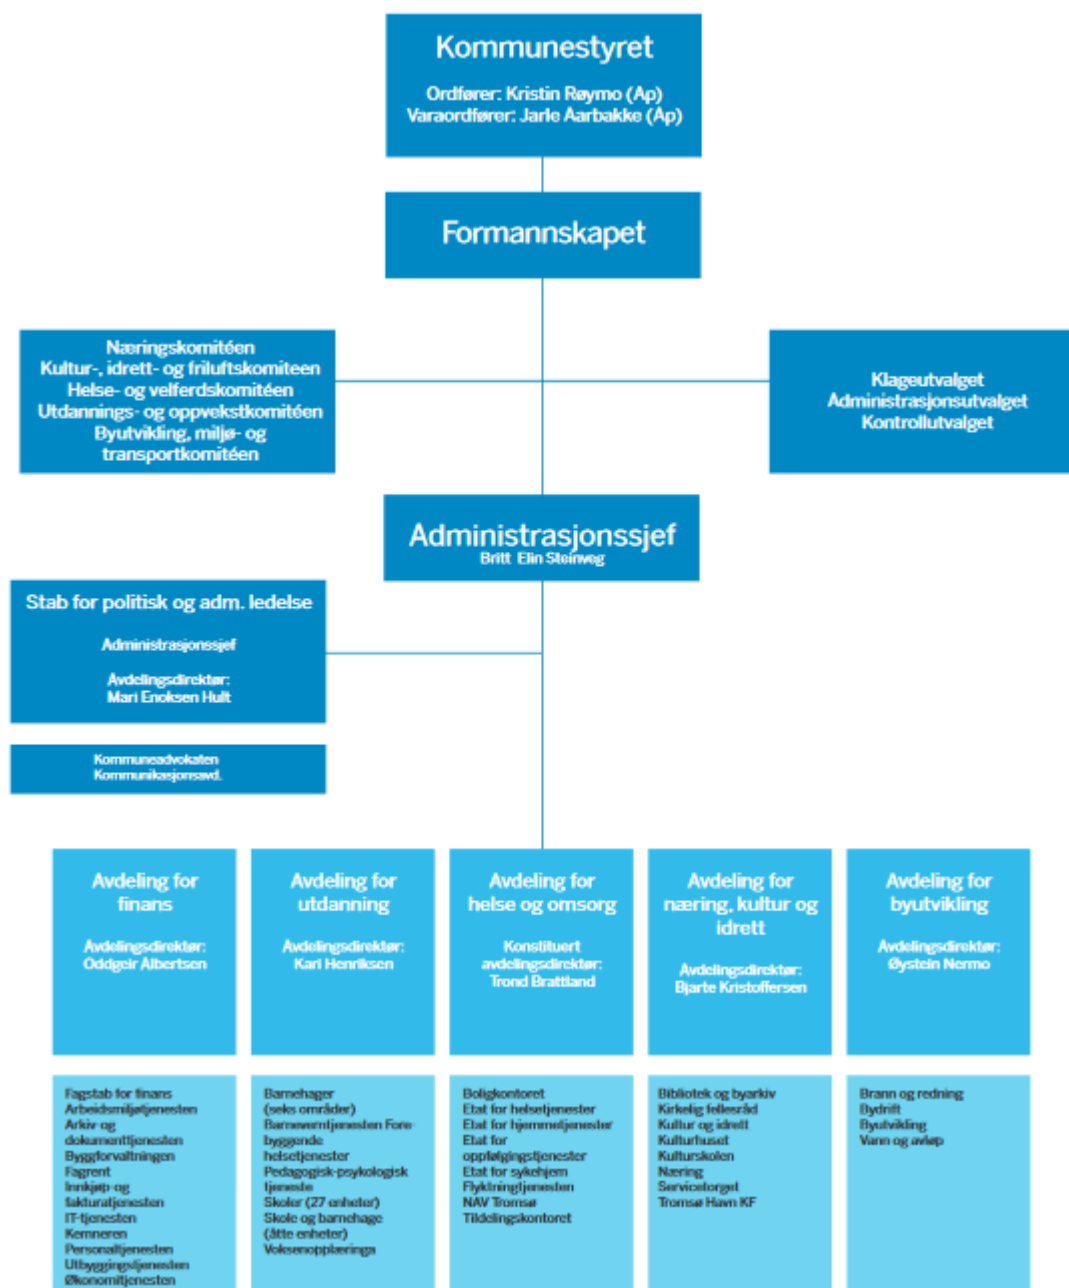 Kommunestyret
Ordfører: Kristin Røymo (Ap)
Varaordfører: Jarle Aarbakke (Ap)
Formannskapet
Næringskomitéen
Kultur-, idrett- og friluftskomiteen
Helse- og velferdskomitéen
Utdannings- og oppvekstkomitéen
Byutvikling, miljø- og
transportkomitéen
Klageutvalget
Administrasjonsutvalget
Kontrollutvalget
Administrasjonssjef
Britt Elin Steinveg
Stab for politisk og adm. ledelse
Administrasjonssjef
Avdelingsdirektør:
Mari Enoksen Hult
Kommuneadvokaten
Kommunikasjonsavd.
Avdeling for
finans
Avdelingsdirektør:
Oddgeir Albertsen
Avdeling for
utdanning
Avdelingsdirektør:
Kari Henriksen
Avdeling for
helse og omsorg
Konstituert
avdelingsdirektør:
Trond Brattland
Avdeling for
næring, kultur og
idrett
Avdelingsdirektør:
Bjarte Kristoffersen
Avdeling for
byutvikling
Avdelingsdirektør:
Øystein Nermo
Fagstab for finans
Arbeidsmiljøtjenesten
Arkiv-og
dokumenttjenesten
Byggforvaltningen
Fagrent
Innkjøp-og
fakturatjenesten
IT-tjenesten
Kemneren
Personaltjenesten
Utbyggingstjenesten
Økonomitjenesten
Barnehager
(seks områder)
Barneverntjenesten Fore-
byggende
helsetjenester
Pedagogisk-psykologisk
tjeneste
Skoler (27 enheter)
Skole og barnehage
(åtte enheter)
Voksenopplæringa
Boligkontoret
Etat for helsetjenester
Etat for hjemmetjenester
Etat for
oppfølgingstjenester
Etat for sykehjem
Flyktningtjenesten
NAV Tromsø
Tildelingskontoret
Bibliotek og byarkiv
Kirkelig fellesråd
Kultur og idrett
Kulturhuset
Kulturskolen
Næring
Servicetorget
Tromsø Havn KF
Brann og redning
Bydrift
Byutvikling
Vann og avløp